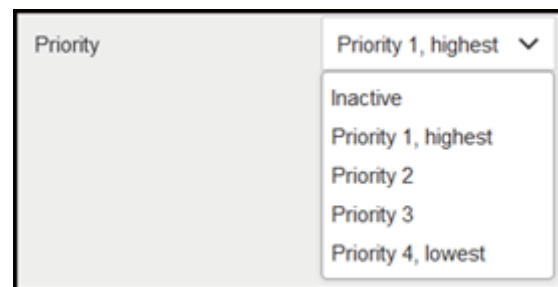 Priority Priority 1, highest
Inactive
Priority 1, highest
Priority 2
Priority 3
Priority 4, lowest